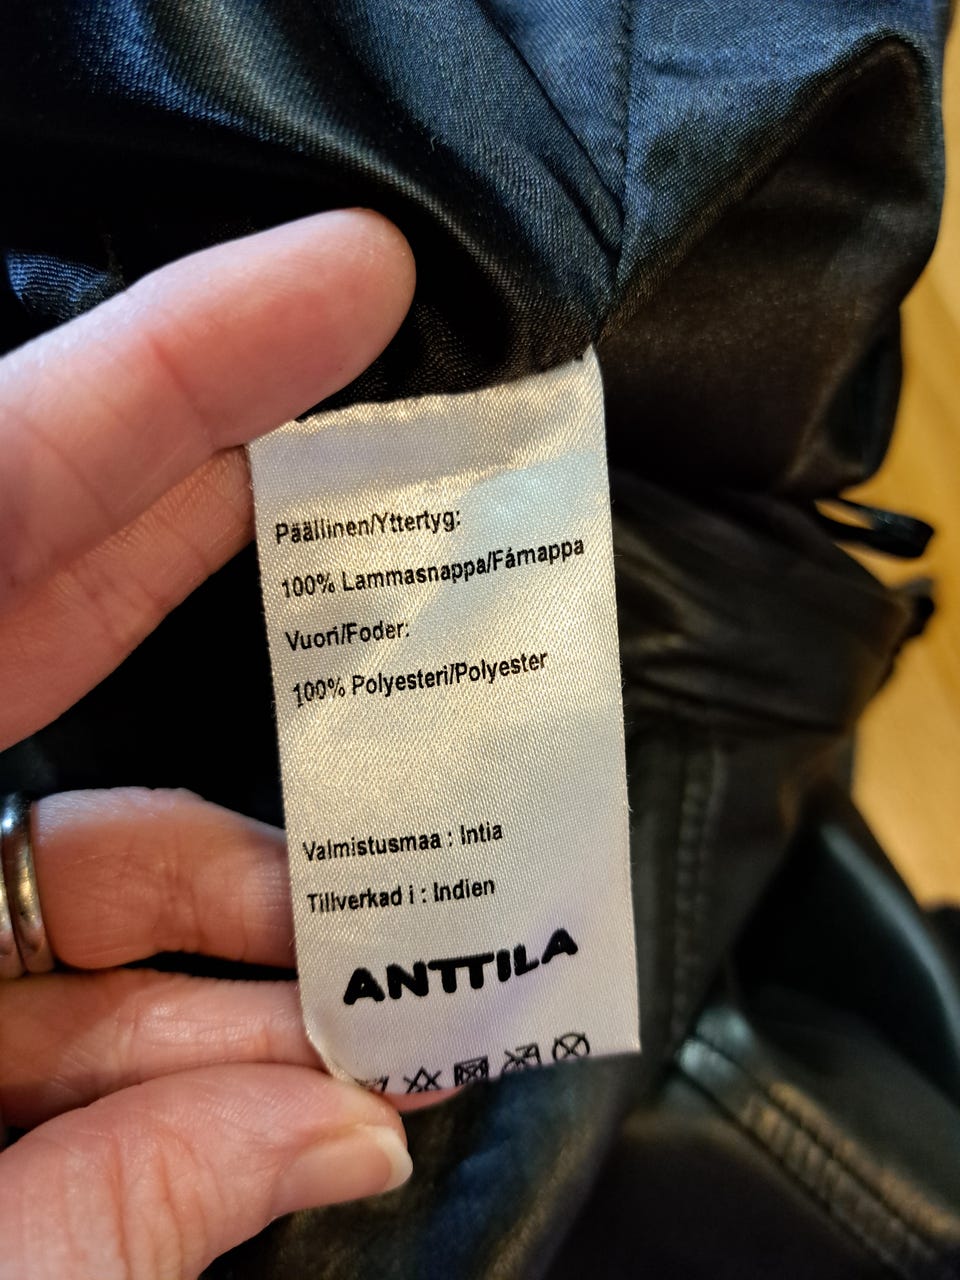 Päällinen/Yttertyg:
100% Lammasnappa/Fårnappa
Vuori/Foder:
100% Polyesteri/Polyester
Valmistusmaa : Intia
Tillverkad i : Indien
ANTTILA